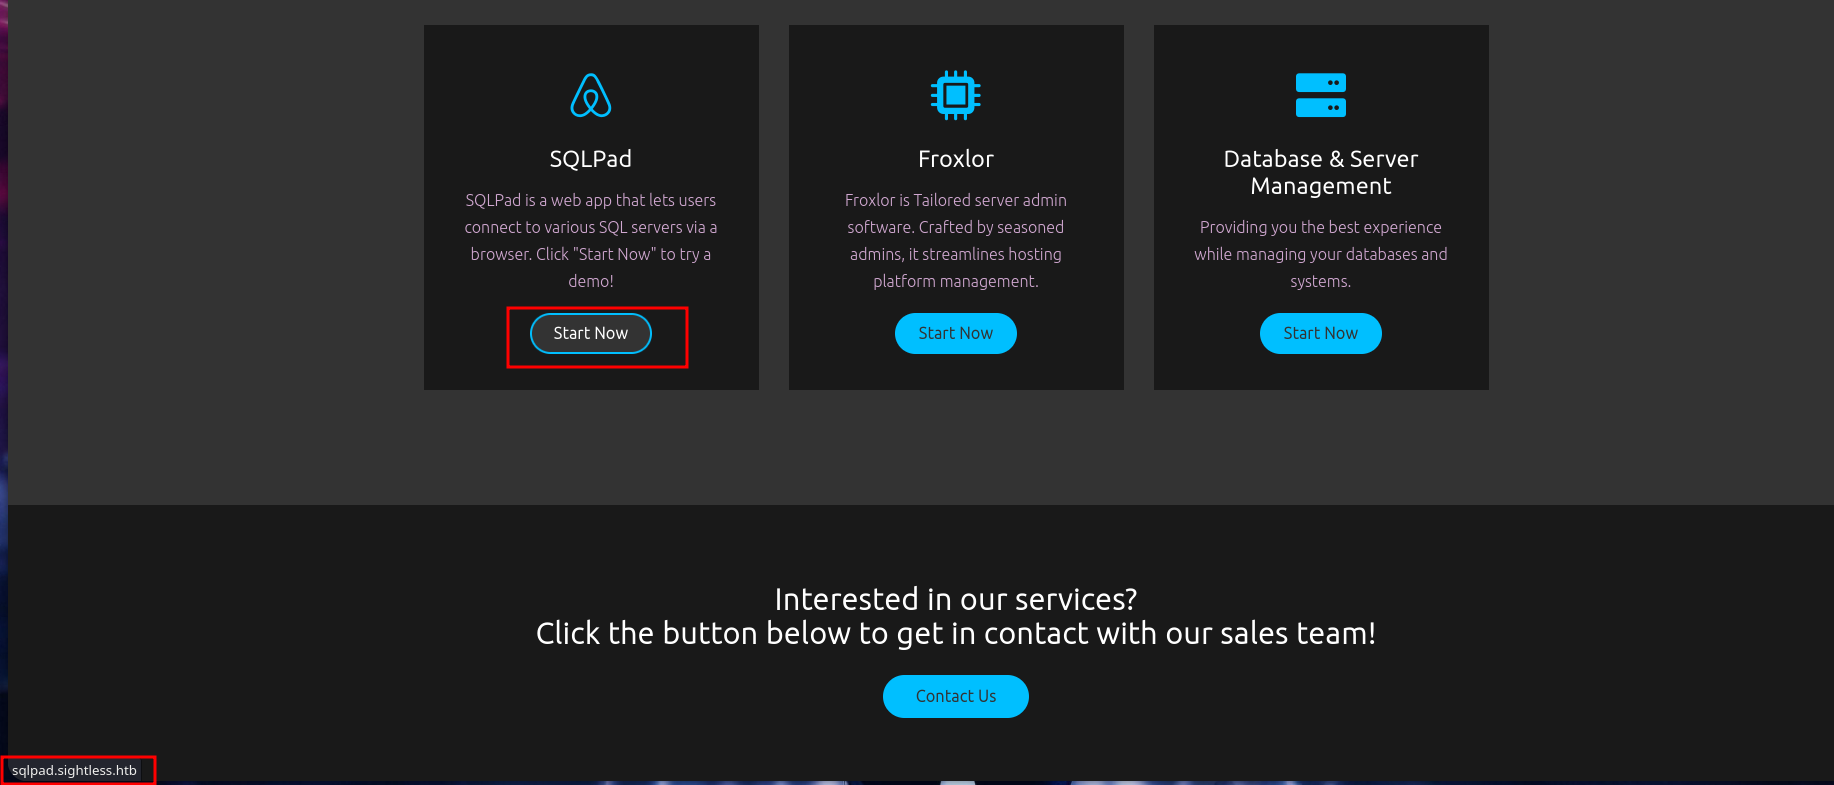 SQLPad
SQLPad is a web app that lets users
connect to various SQL servers via a
browser. Click "Start Now" to try a
demo!
Start Now
Froxlor
Froxlor is Tailored server admin
software. Crafted by seasoned
admins, it streamlines hosting
platform management.
Start Now
Database & Server
Management
Providing you the best experience
while managing your databases and
systems.
Start Now
Interested in our services?
Click the button below to get in contact with our sales team!
Contact Us
sqlpad.sightless.htb